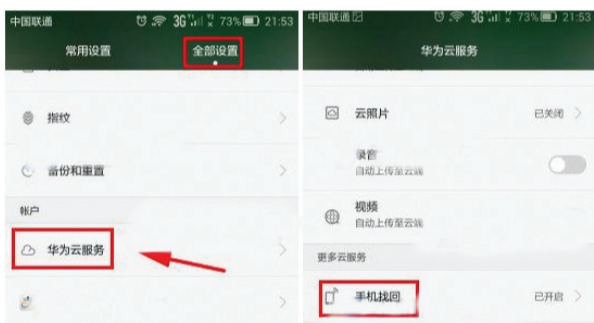 中国联通 3G 73% 21:53
常用设置 全部设置
指纹
备份和重置
帐户
华为云服务
中国联通 3G 73% 21:53
华为云服务
云照片 已关闭
录音
自动上传至云端
视频
自动上传至云端
更多云服务
手机找回 已开启